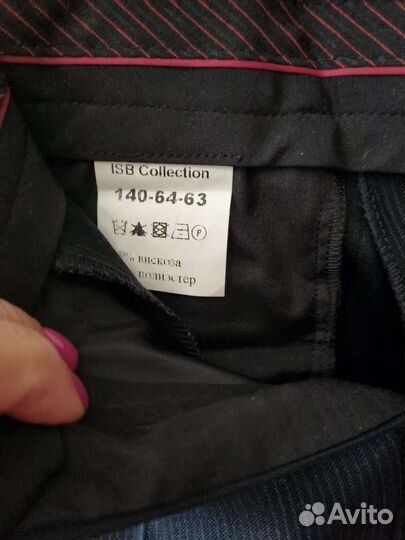 ISB Collection
140-64-63
P
% вискоза
полиэстер
Avito